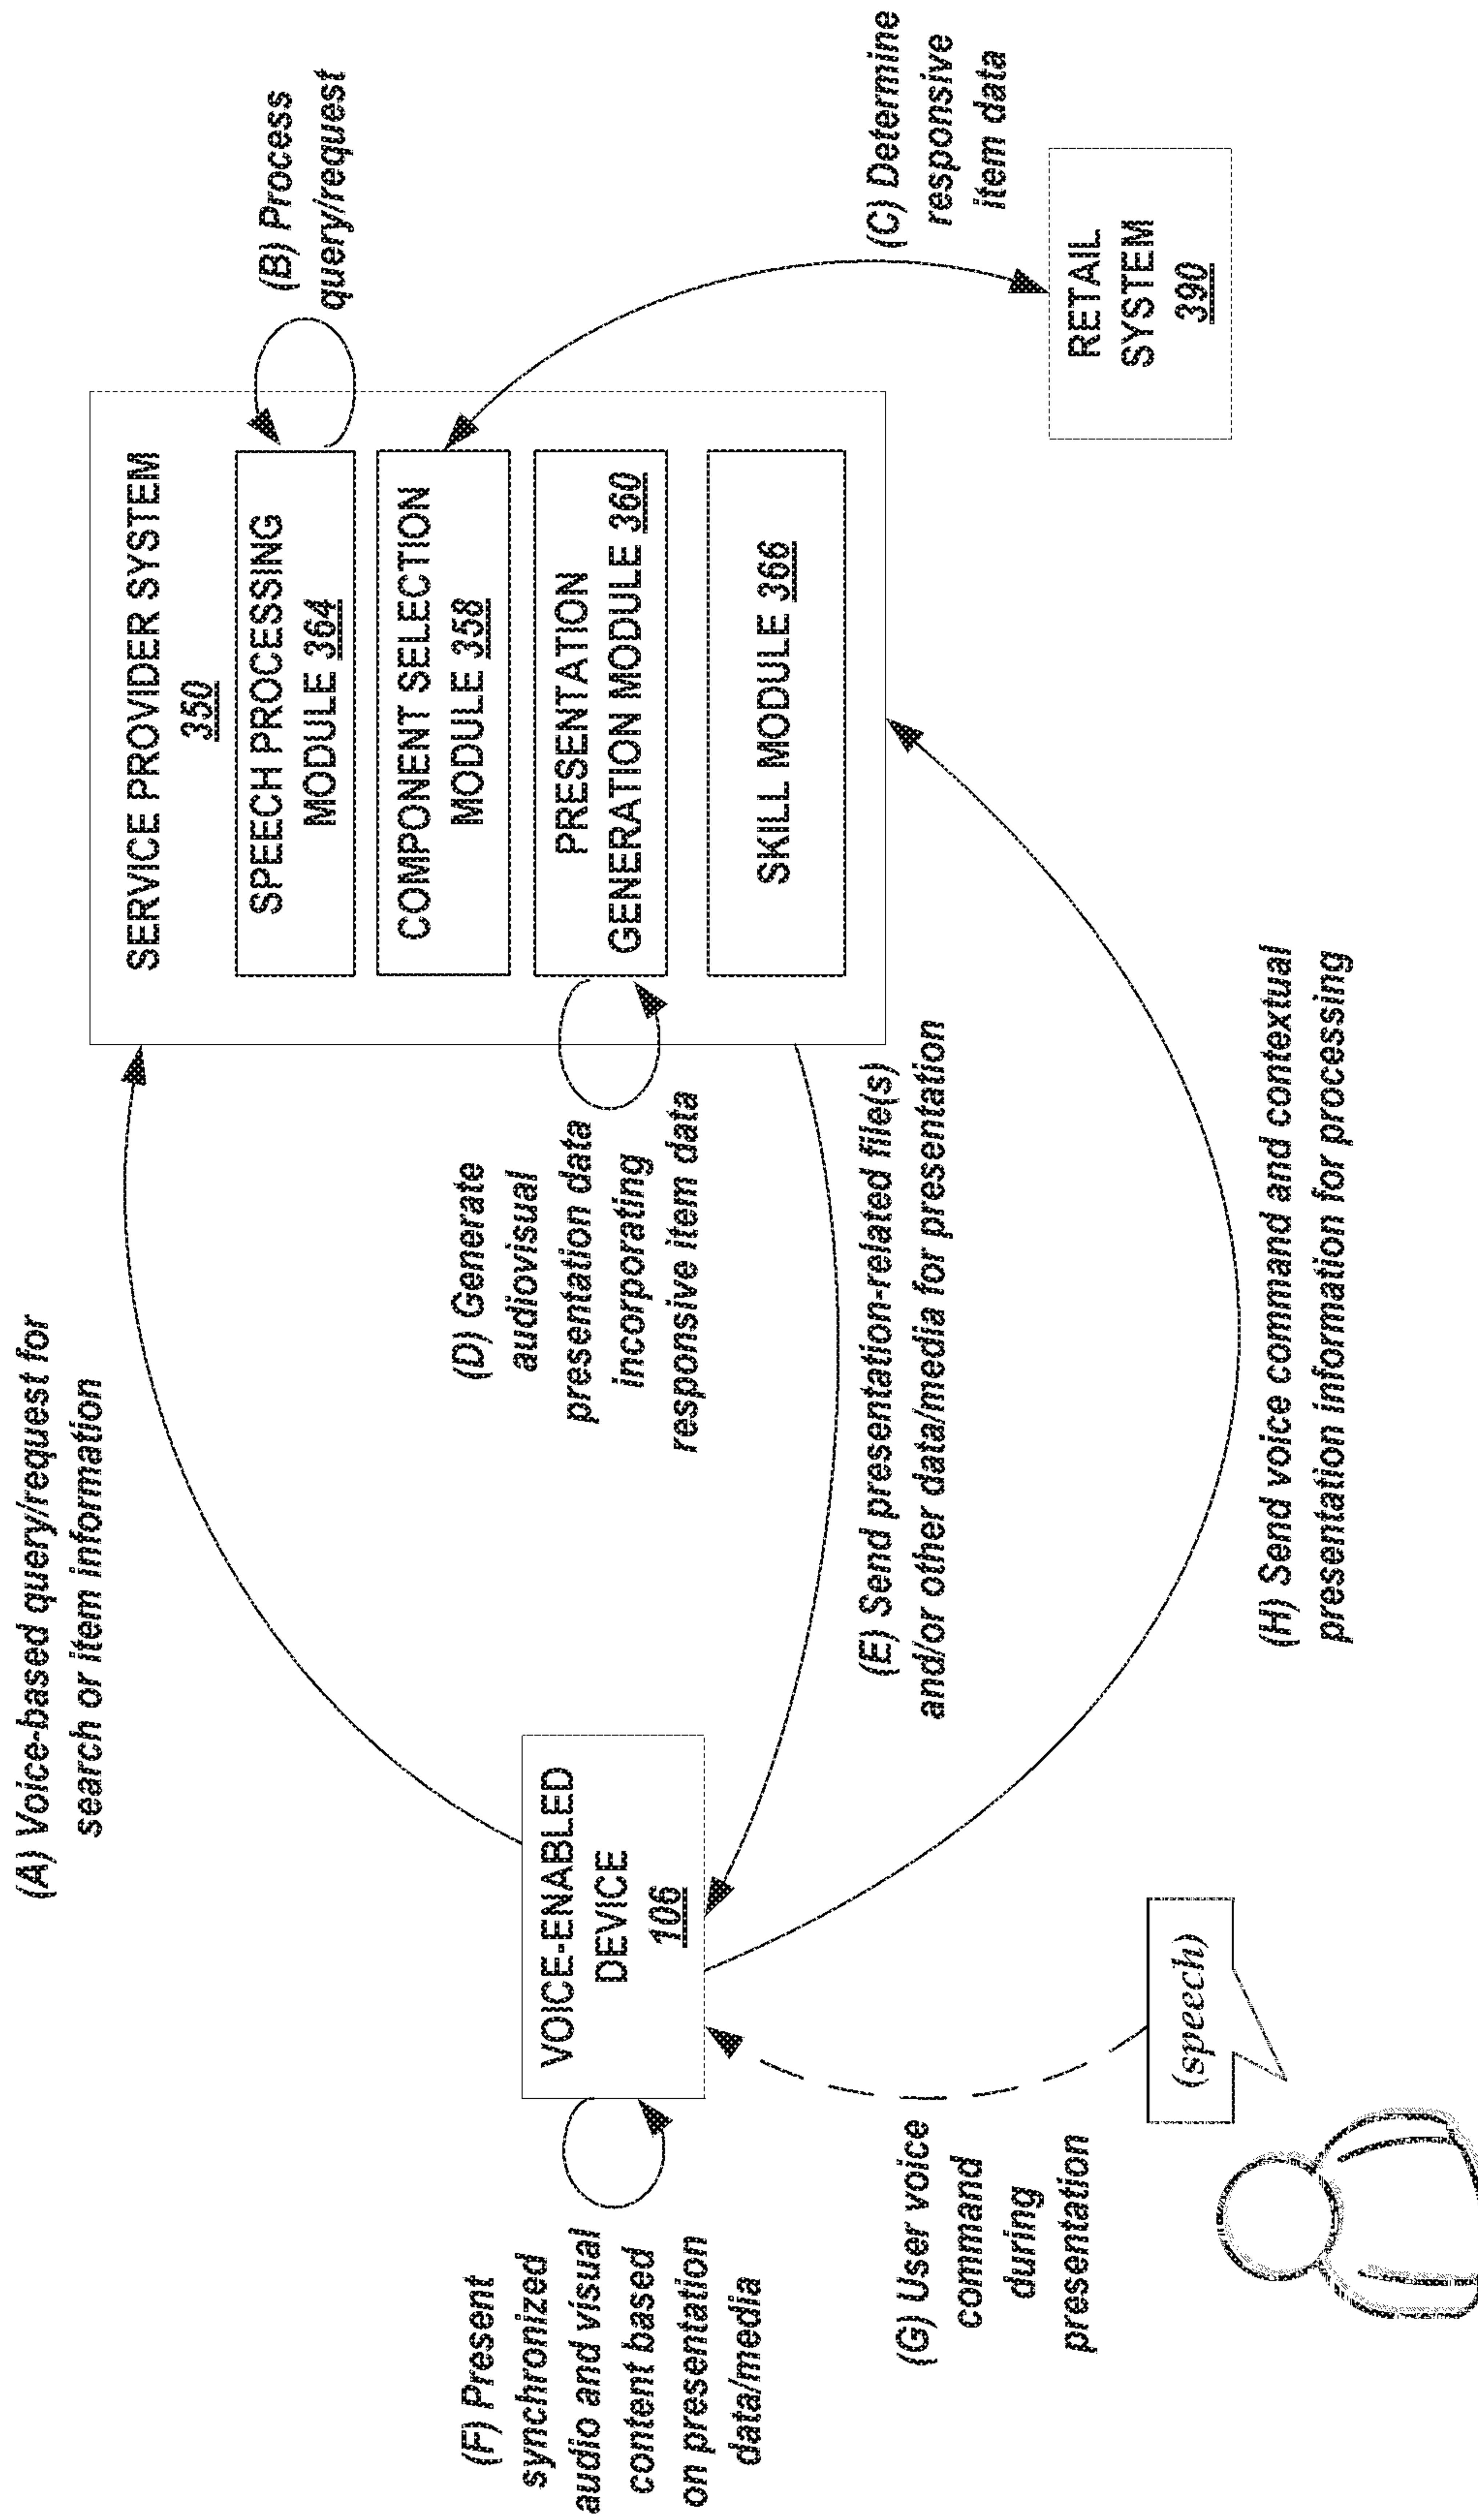 (A) Voice-based query/request for
search or item information
SERVICE PROVIDER SYSTEM
350
SPEECH PROCESSING
MODULE 364
COMPONENT SELECTION
MODULE 358
PRESENTATION
GENERATION MODULE 360
SKILL MODULE 366
(B) Process
query/request
(C) Determine
responsive
item data
RETAIL
SYSTEM
390
(D) Generate
audiovisual
presentation data
incorporating
responsive item data
(E) Send presentation-related file(s)
and/or other data/media for presentation
VOICE-ENABLED
DEVICE
106
(F) Present
synchronized
audio and visual
content based
on presentation
data/media
(G) User voice
command
during
presentation
(speech)
(H) Send voice command and contextual
presentation information for processing